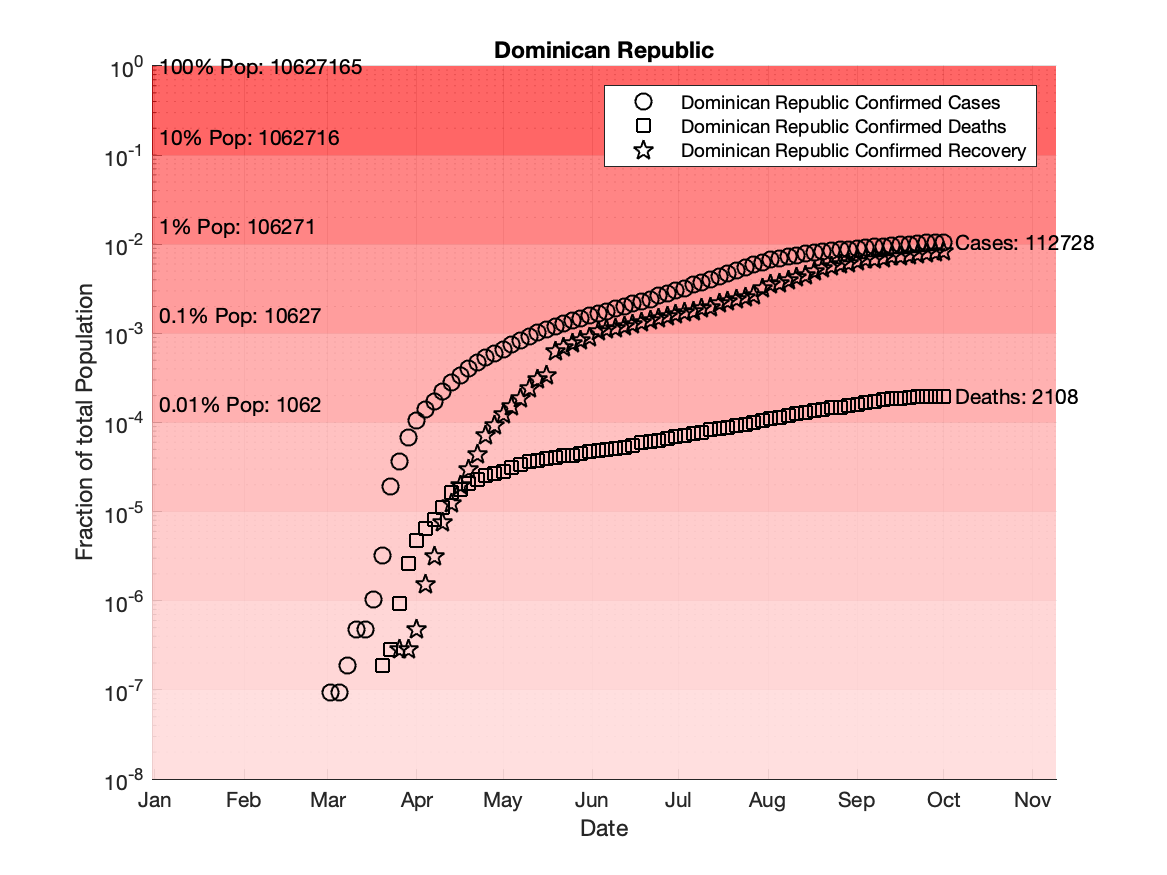 Dominican Republic
10^0
100% Pop: 10627165
Dominican Republic Confirmed Cases
Dominican Republic Confirmed Deaths
Dominican Republic Confirmed Recovery
10% Pop: 1062716
10^-1
1% Pop: 106271
10^-2
Cases: 112728
0.1% Pop: 10627
10^-3
0.01% Pop: 1062
Deaths: 2108
10^-4
10^-5
10^-6
10^-7
10^-8
Fraction of total Population
Jan Feb Mar Apr May Jun Jul Aug Sep Oct Nov
Date